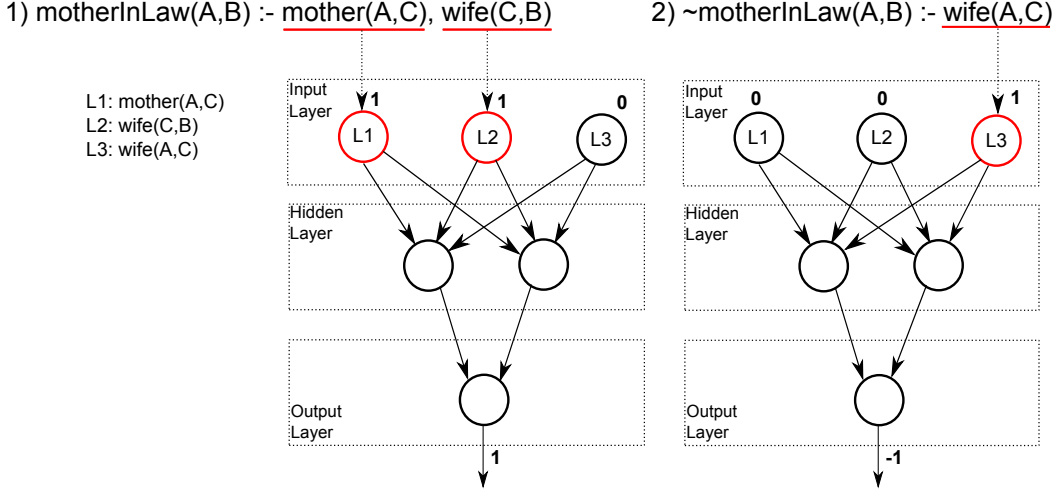 1) motherInLaw(A,B) :- mother(A,C), wife(C,B)
2) ~motherInLaw(A,B) :- wife(A,C)
L1: mother(A,C)
L2: wife(C,B)
L3: wife(A,C)
Input
Layer
1
1
0
L1
L2
L3
Hidden
Layer
Output
Layer
1
Input
Layer
0
0
1
L1
L2
L3
Hidden
Layer
Output
Layer
-1